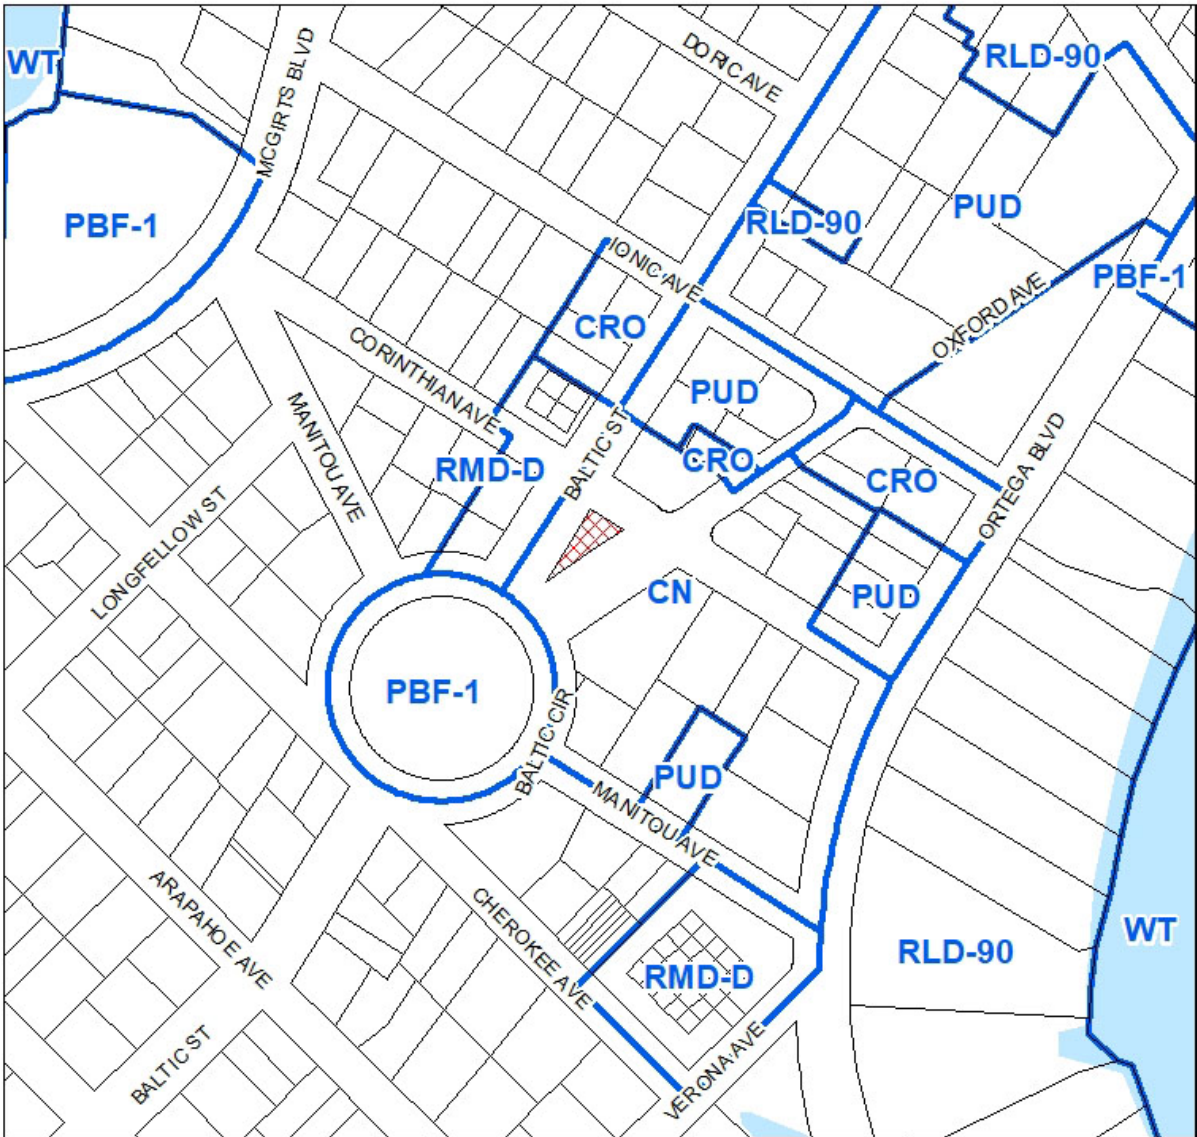 WT
MCGIRTS BLVD
DORIC AVE
RLD-90
PBF-1
RLD-90
PUD
IONIC AVE
PBF-1
CRO
OXFORD AVE
CORINTHIAN AVE
PUD
MANITOU AVE
RMD-D
BALTIC ST
CRO
CRO
ORTEGA BLVD
LONGFELLOW ST
CN
PUD
PBF-1
BALTIC CIR
PUD
MANITOU AVE
ARAPAHOE AVE
CHEROKEE AVE
RMD-D
RLD-90
WT
BALTIC ST
VERONA AVE